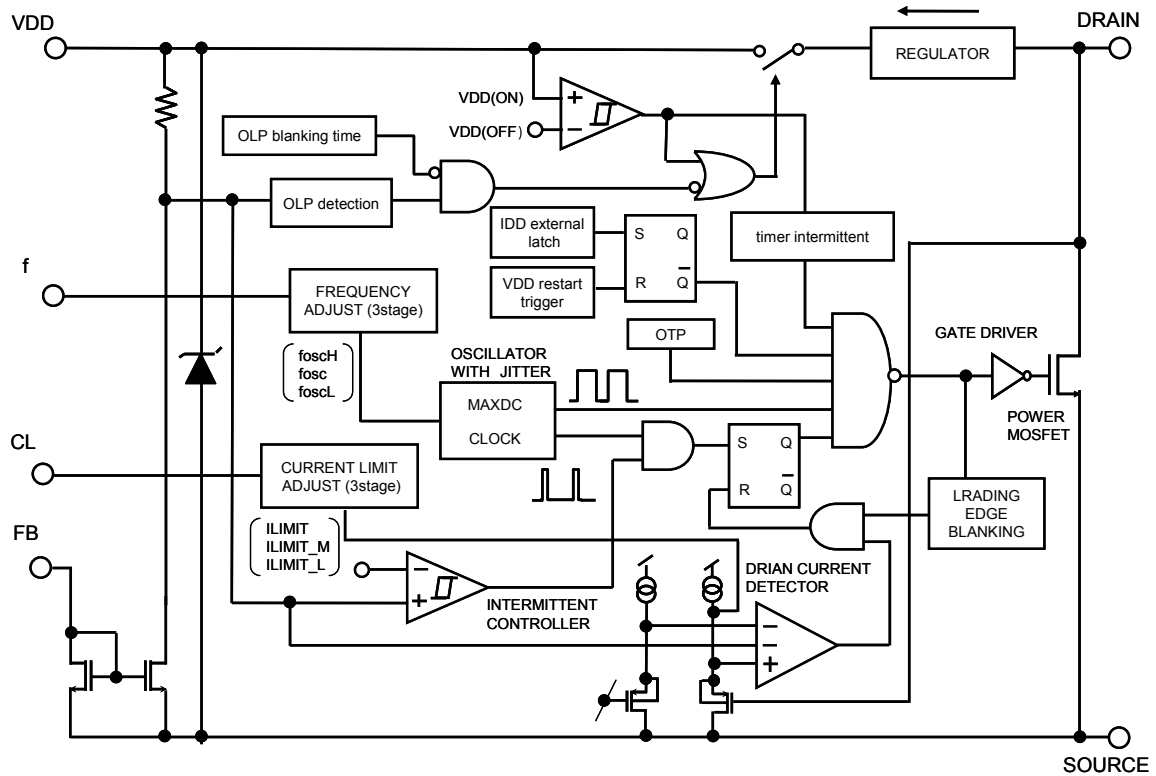 VDD
DRAIN
REGULATOR
VDD(ON)
+
VDD(OFF)
−
OLP blanking time
OLP detection
IDD external
latch
S Q
VDD restart
trigger
R Q
timer intermittent
f
FREQUENCY
ADJUST (3stage)
foscH
fosc
foscL
OTP
GATE DRIVER
OSCILLATOR
WITH JITTER
MAXDC
CLOCK
POWER
MOSFET
CL
CURRENT LIMIT
ADJUST (3stage)
S Q
R Q
LRADING
EDGE
BLANKING
FB
ILIMIT
ILIMIT_M
ILIMIT_L
−
+
INTERMITTENT
CONTROLLER
DRIAN CURRENT
DETECTOR
−
−
+
SOURCE